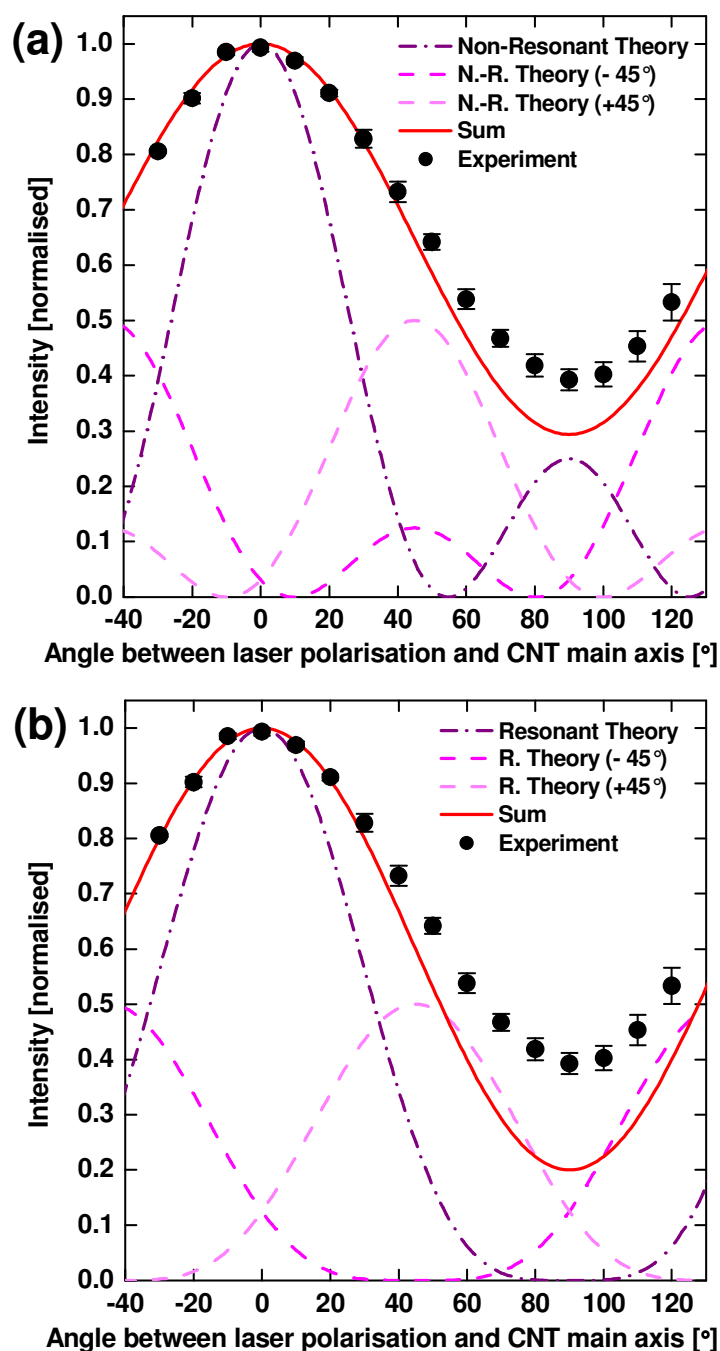 (a)
Non-Resonant Theory
N.-R. Theory (- 45°)
N.-R. Theory (+45°)
Sum
Experiment
Intensity [normalised]
1.0
0.9
0.8
0.7
0.6
0.5
0.4
0.3
0.2
0.1
0.0
-40 -20 0 20 40 60 80 100 120
Angle between laser polarisation and CNT main axis [°]
(b)
Resonant Theory
R. Theory (- 45°)
R. Theory (+45°)
Sum
Experiment
Intensity [normalised]
1.0
0.9
0.8
0.7
0.6
0.5
0.4
0.3
0.2
0.1
0.0
-40 -20 0 20 40 60 80 100 120
Angle between laser polarisation and CNT main axis [°]